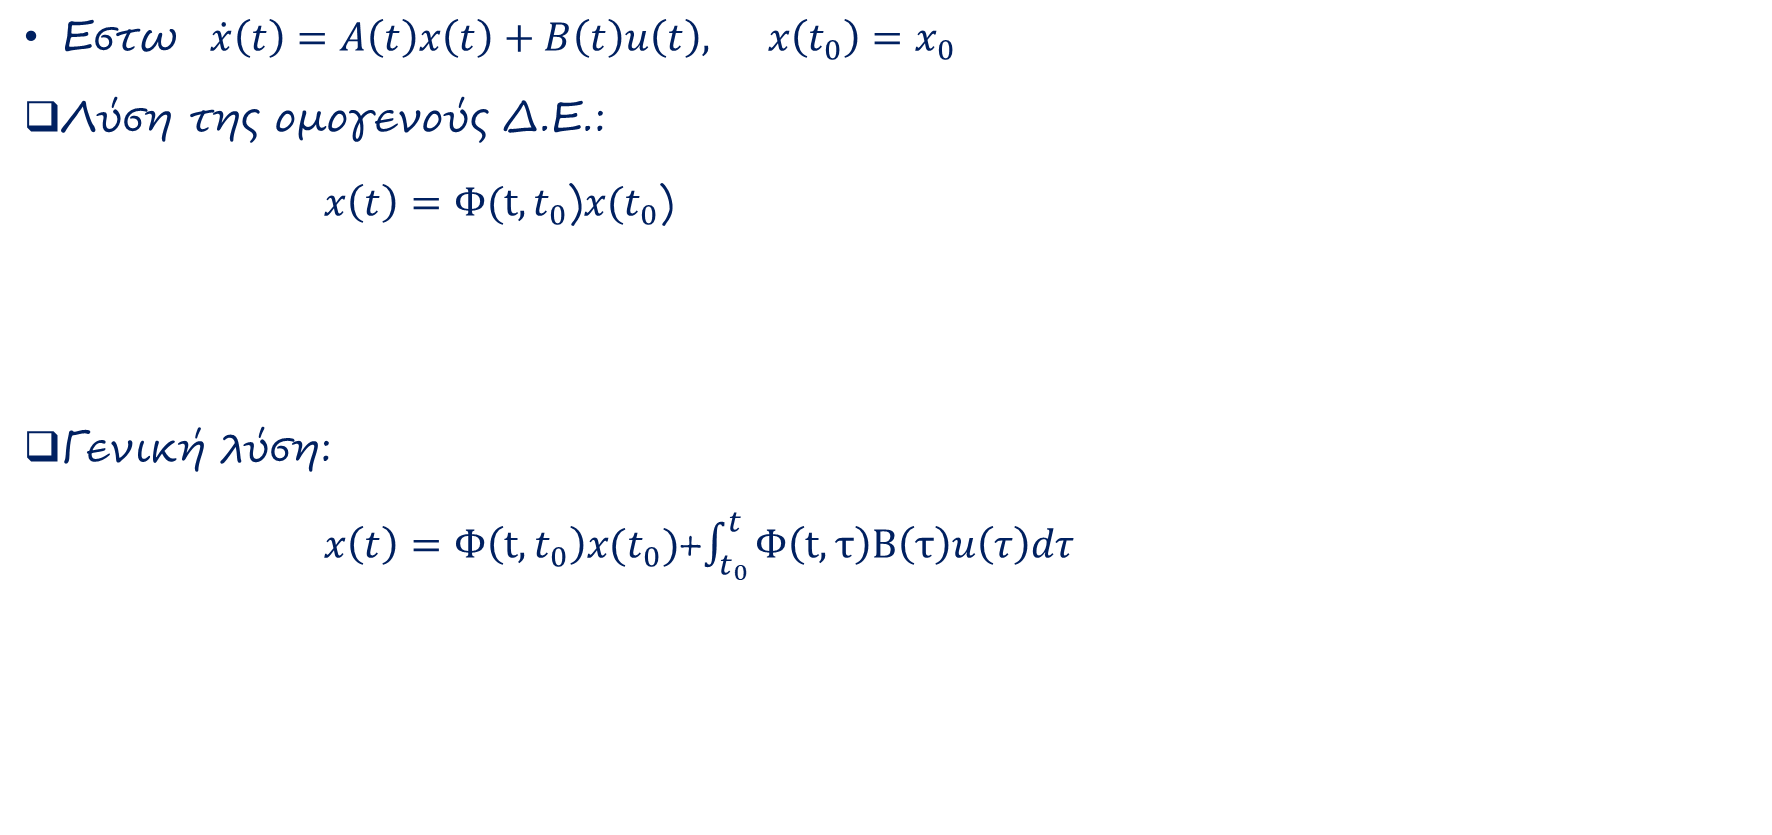 • Εστω ẋ(t) = A(t)x(t) + B(t)u(t), x(t₀) = x₀
❑Λύση της ομογενούς Δ.Ε.:
x(t) = Φ(t, t₀)x(t₀)
❑Γενική λύση:
x(t) = Φ(t, t₀)x(t₀)+∫_{t₀}^{t} Φ(t, τ)Β(τ)u(τ)dτ